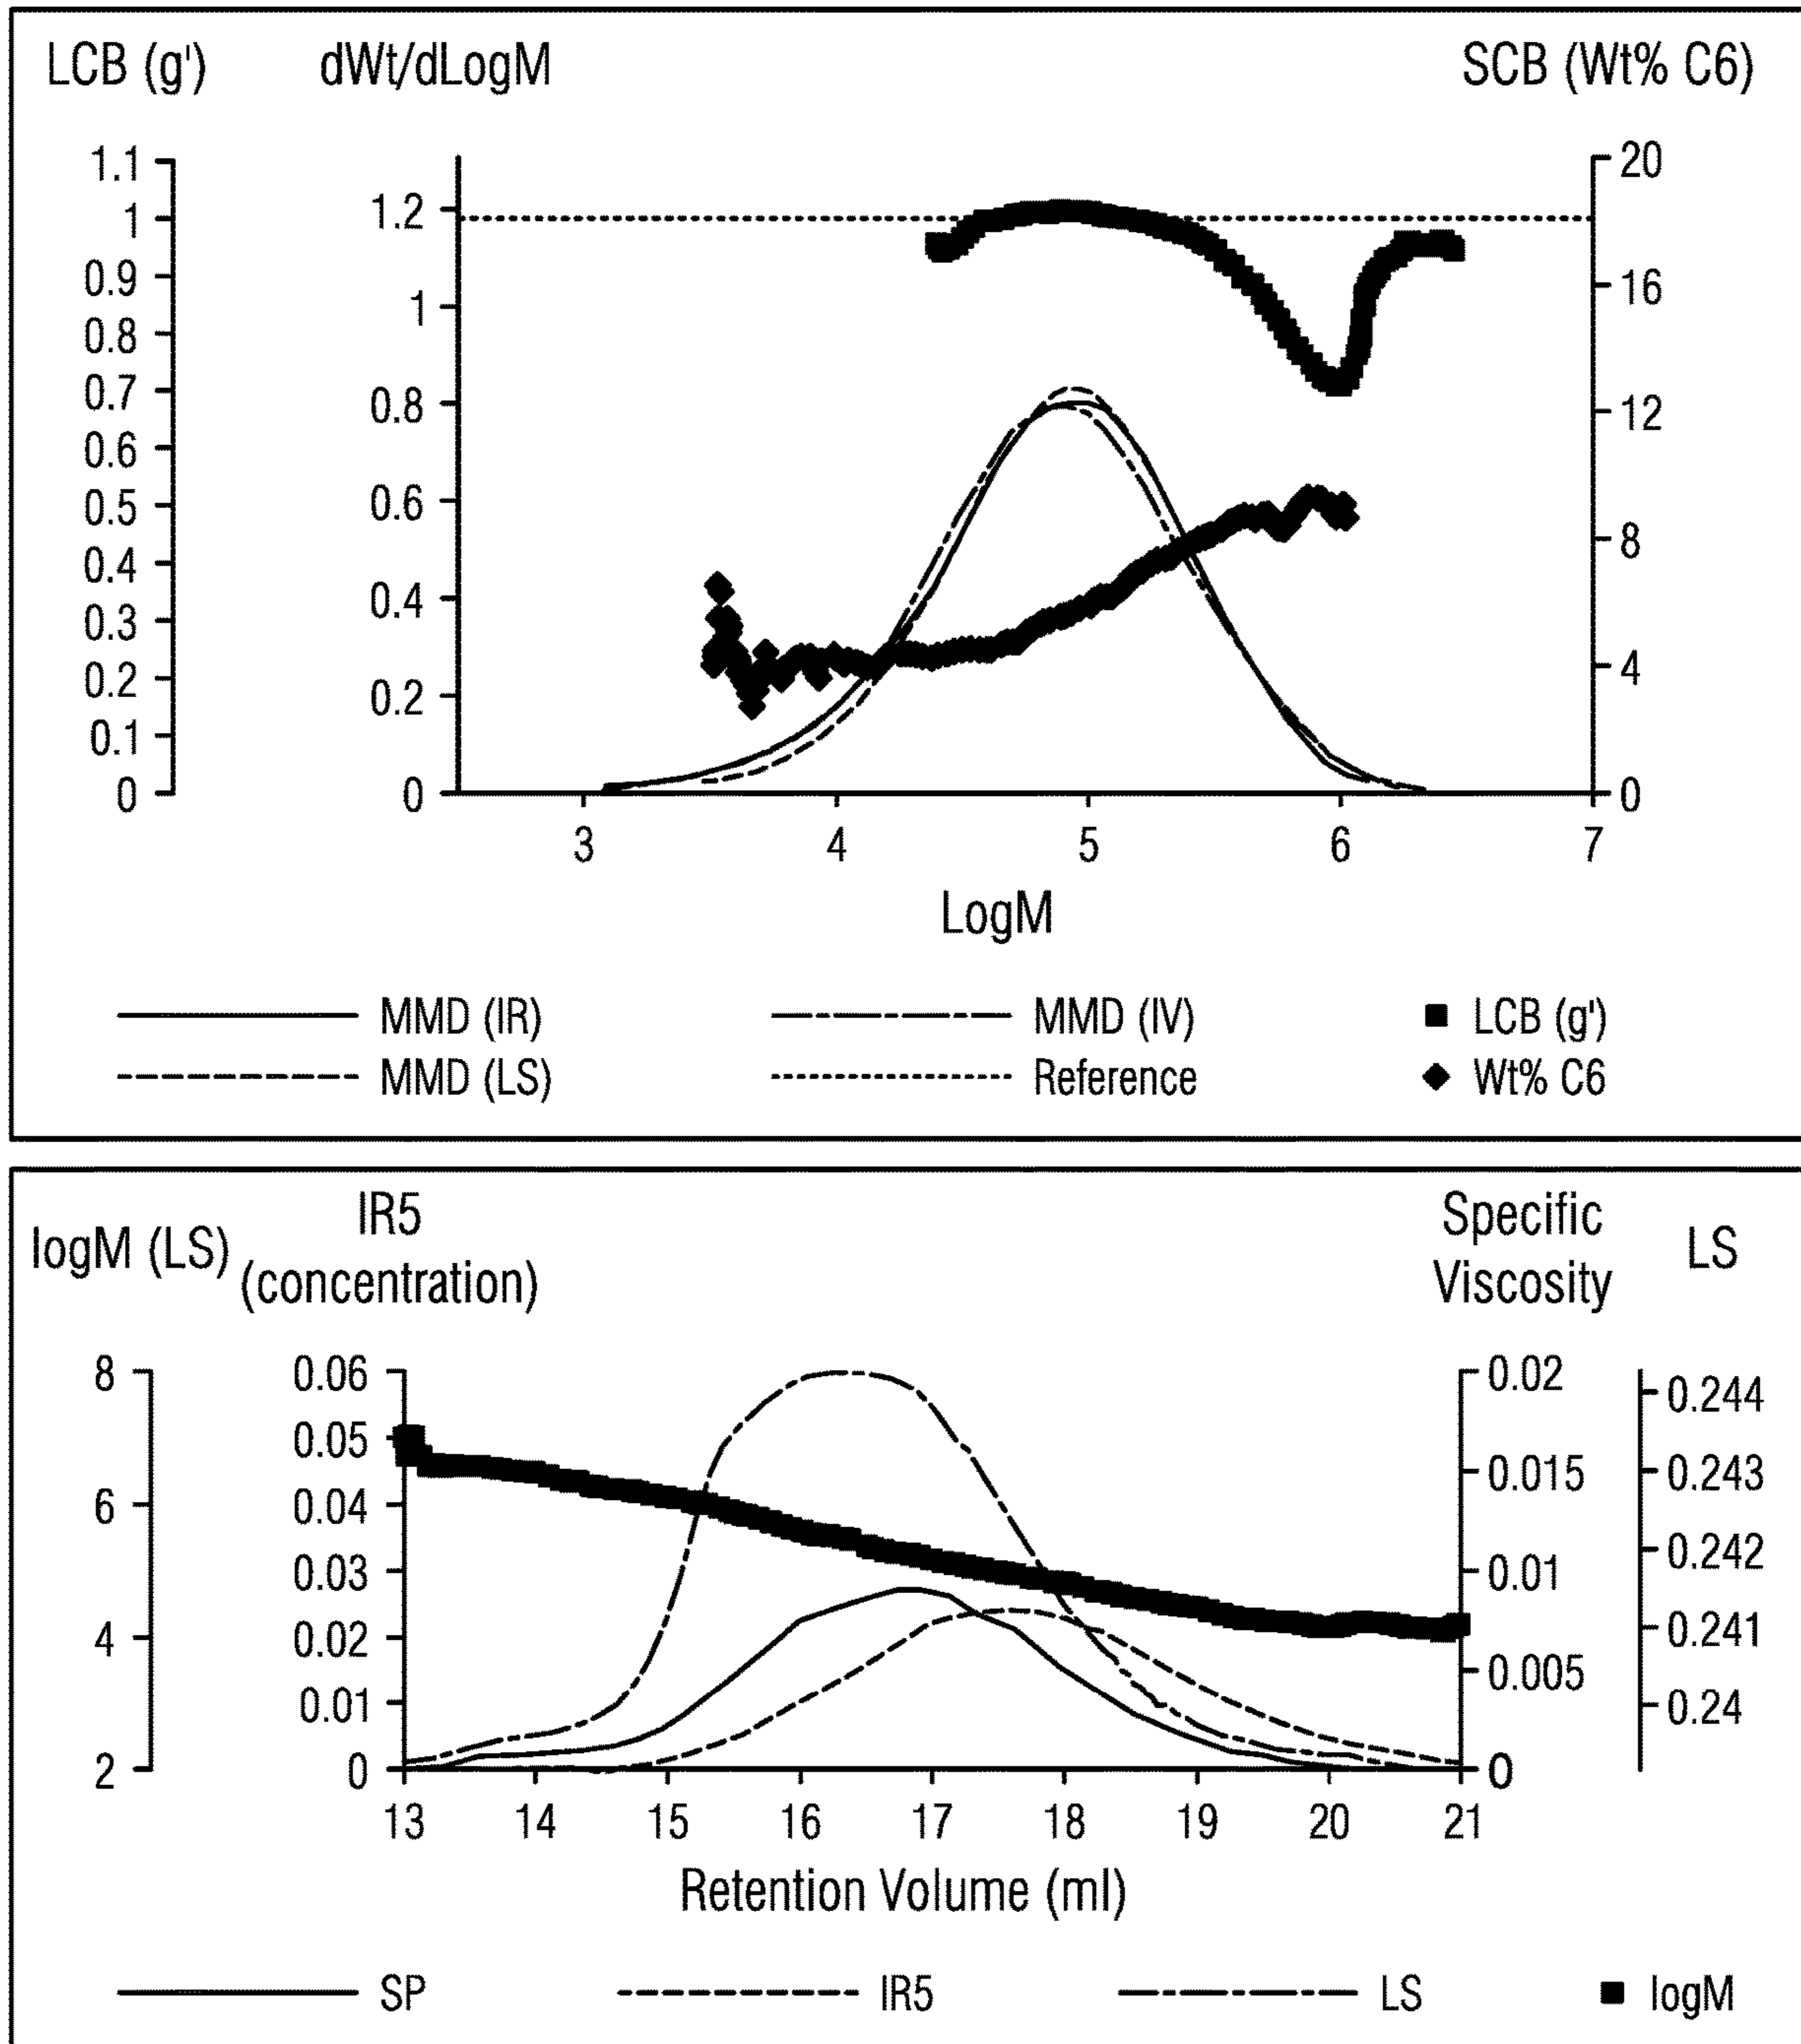 LCB (g') dWt/dLogM SCB (Wt% C6)
1.1 20
1 1.2
0.9 1 16
0.8
0.7 0.8 12
0.6
0.5 0.6
0.4 8
0.3 0.4
0.2 0.2 4
0.1
0 0 0
3 4 5 6 7
LogM
MMD (IR) MMD (IV) LCB (g')
MMD (LS) Reference Wt% C6
logM (LS) IR5 (concentration) Specific Viscosity LS
8 0.06 0.02 0.244
0.05 0.015 0.243
6 0.04
0.03 0.01 0.242
4 0.02 0.241
0.01 0.005 0.24
2 0 0
13 14 15 16 17 18 19 20 21
Retention Volume (ml)
SP IR5 LS logM